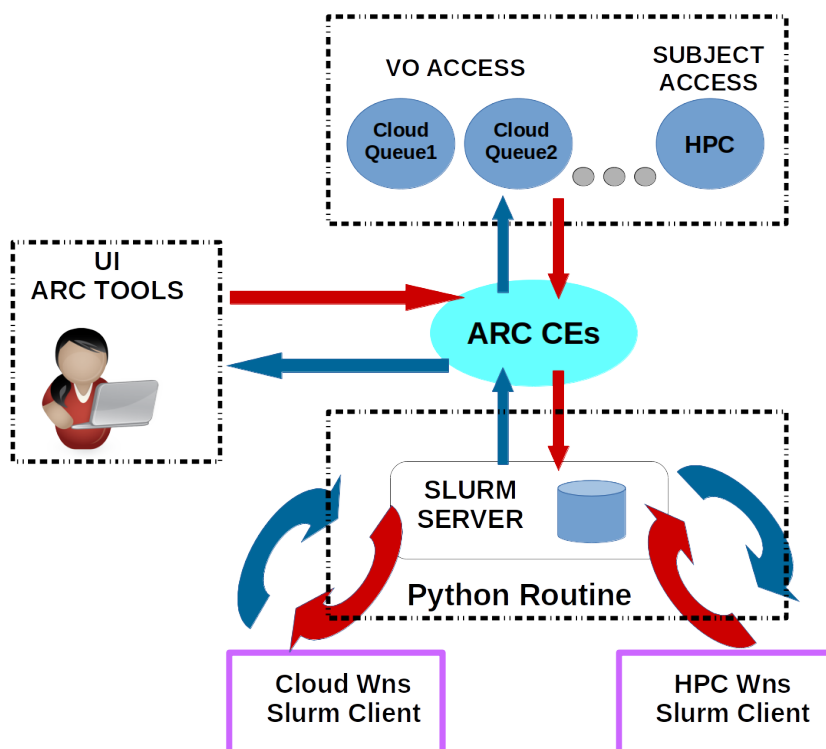 VO ACCESS
SUBJECT
ACCESS
Cloud
Queue1
Cloud
Queue2
HPC
UI
ARC TOOLS
ARC CEs
SLURM
SERVER
Python Routine
Cloud Wns
Slurm Client
HPC Wns
Slurm Client